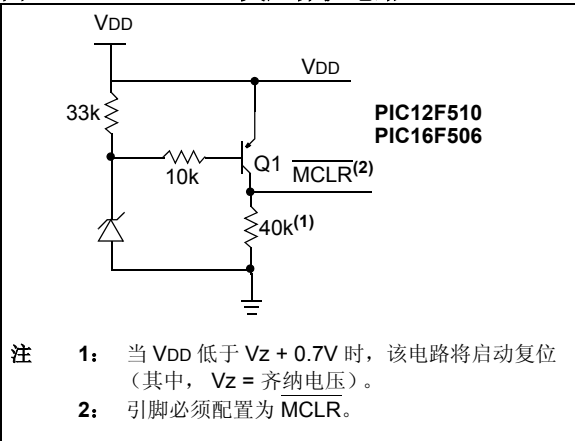 VDD
VDD
33k
PIC12F510
PIC16F506
Q1
MCLR(2)
10k
40k(1)
注 1： 当 VDD 低于 Vz + 0.7V 时，该电路将启动复位
（其中， Vz = 齐纳电压）。
2： 引脚必须配置为 MCLR。